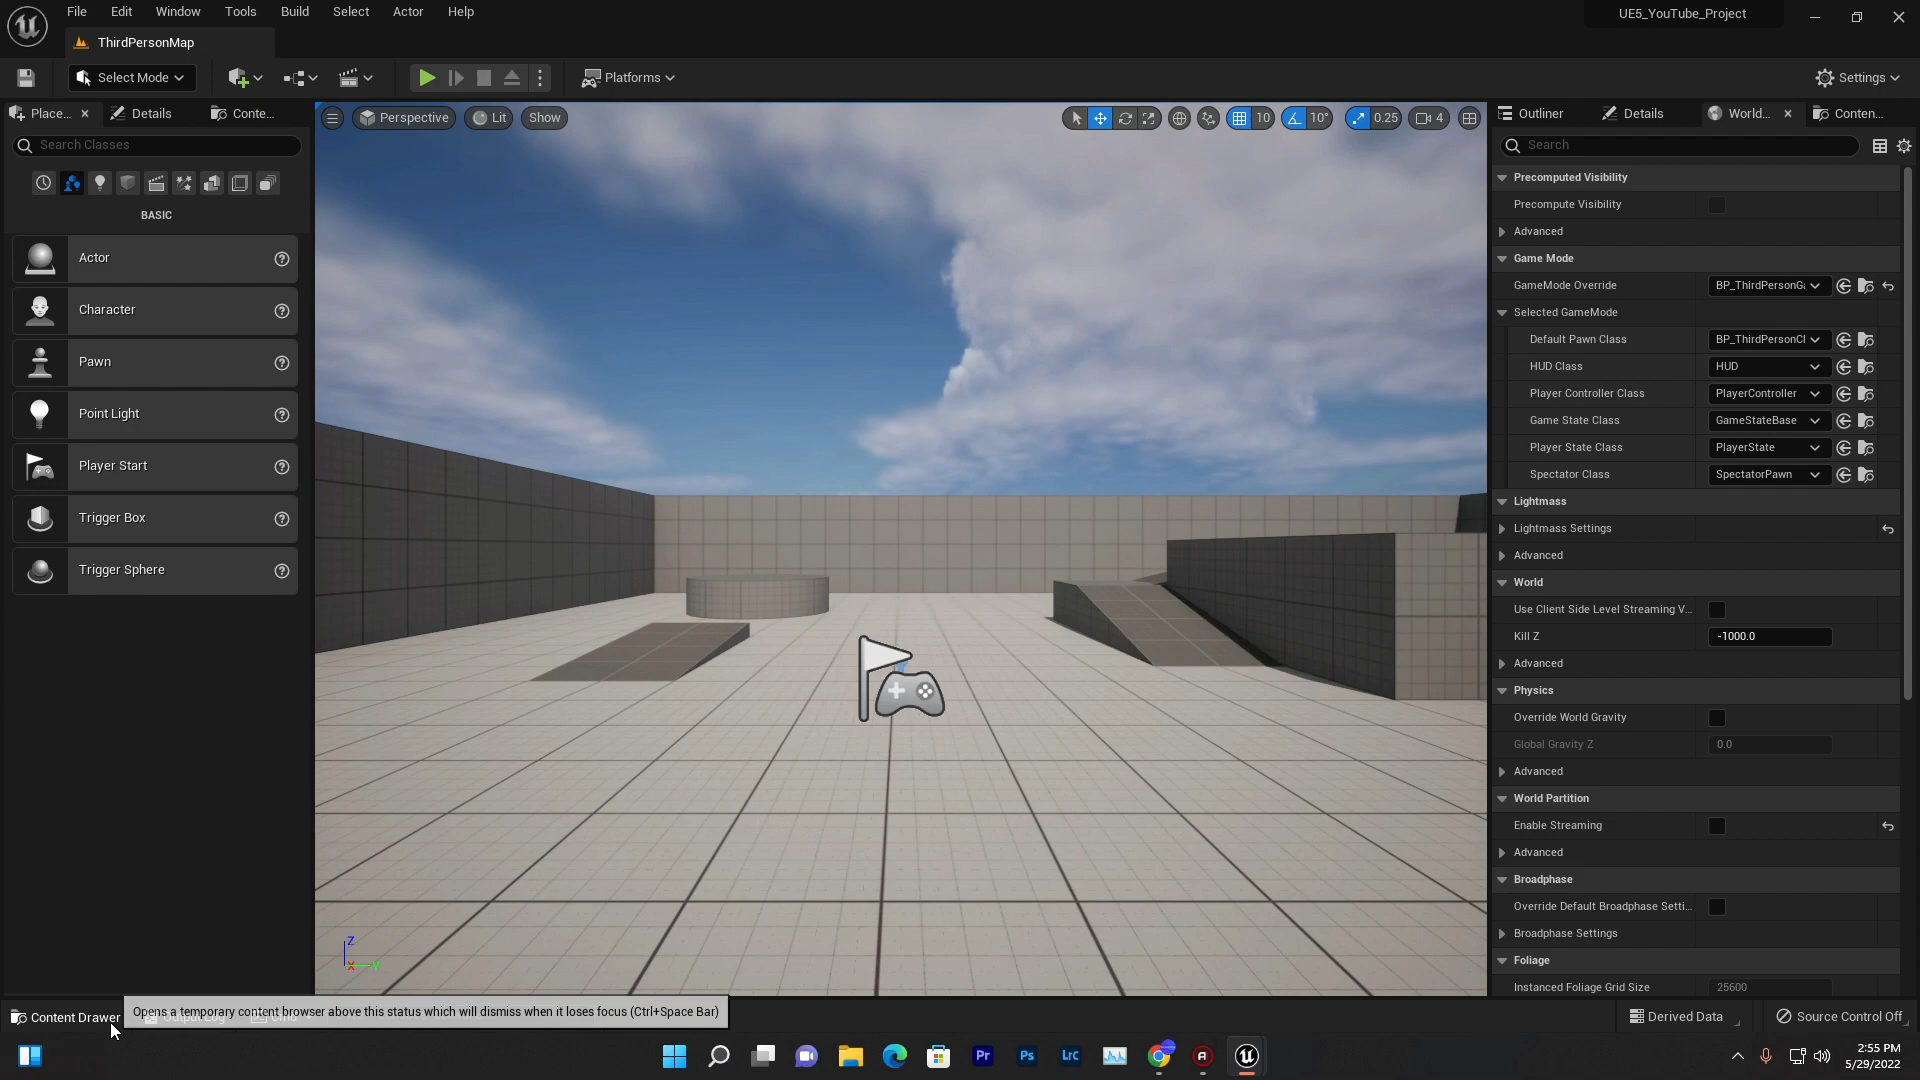 File Edit Window Tools Build Select Actor Help
UE5_YouTube_Project
ThirdPersonMap
Select Mode
Platforms
Settings
Place...
Details
Conte...
Search Classes
BASIC
Actor
Character
Pawn
Point Light
Player Start
Trigger Box
Trigger Sphere
Perspective
Lit
Show
10
10°
0.25
4
Z
X
Y
Outliner
Details
World...
Conten...
Search
Precomputed Visibility
Precompute Visibility
Advanced
Game Mode
GameMode Override BP_ThirdPersonGa
Selected GameMode
Default Pawn Class BP_ThirdPersonCl
HUD Class HUD
Player Controller Class PlayerController
Game State Class GameStateBase
Player State Class PlayerState
Spectator Class SpectatorPawn
Lightmass
Lightmass Settings
Advanced
World
Use Client Side Level Streaming V...
Kill Z -1000.0
Advanced
Physics
Override World Gravity
Global Gravity Z 0.0
Advanced
World Partition
Enable Streaming
Advanced
Broadphase
Override Default Broadphase Setti...
Broadphase Settings
Foliage
Instanced Foliage Grid Size 25600
Content Drawer
Opens a temporary content browser above this status which will dismiss when it loses focus (Ctrl+Space Bar)
Derived Data
Source Control Off
Pr
Ps
LrC
2:55 PM
5/29/2022